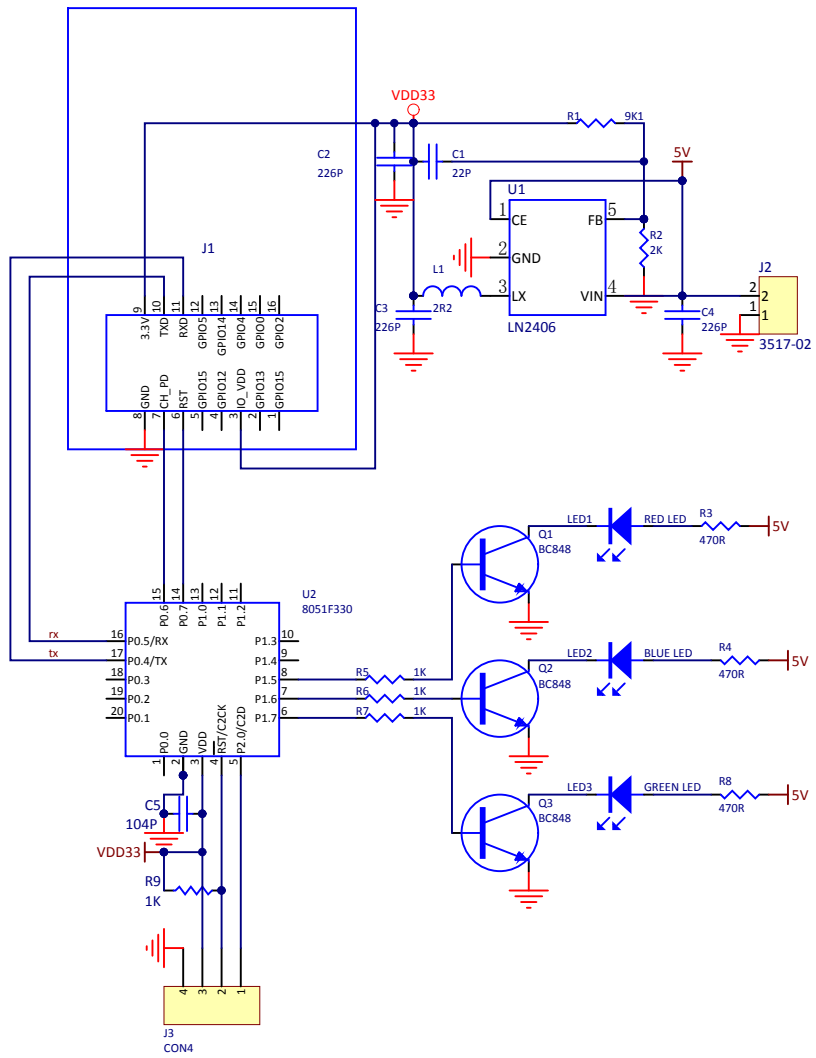 VDD33
R1
9K1
C2
226P
C1
22P
5V
U1
1
CE
FB
5
2
GND
3
LX
VIN
4
LN2406
R2
2K
L1
2R2
C3
226P
C4
226P
J2
2
2
1
1
3517-02
J1
9
10
11
12
13
14
15
16
3.3V
TXD
RXD
GPIO5
GPIO14
GPIO4
GPIO0
GPIO2
GND
CH_PD
RST
GPIO15
GPIO12
IO_VDD
GPIO13
GPIO15
8
7
6
5
4
3
2
1
LED1
RED LED
R3
470R
5V
Q1
BC848
U2
8051F330
15
14
13
12
11
P0.6
P0.7
P1.0
P1.1
P1.2
rx
16
P0.5/RX
P1.3
10
tx
17
P0.4/TX
P1.4
9
18
P0.3
P1.5
8
19
P0.2
P1.6
7
20
P0.1
P1.7
6
P0.0
GND
VDD
RST/C2CK
P2.0/C2D
1
2
3
4
5
R5
1K
R6
1K
R7
1K
LED2
BLUE LED
R4
470R
5V
Q2
BC848
LED3
GREEN LED
R8
470R
5V
Q3
BC848
C5
104P
VDD33
R9
1K
4
3
2
1
J3
CON4